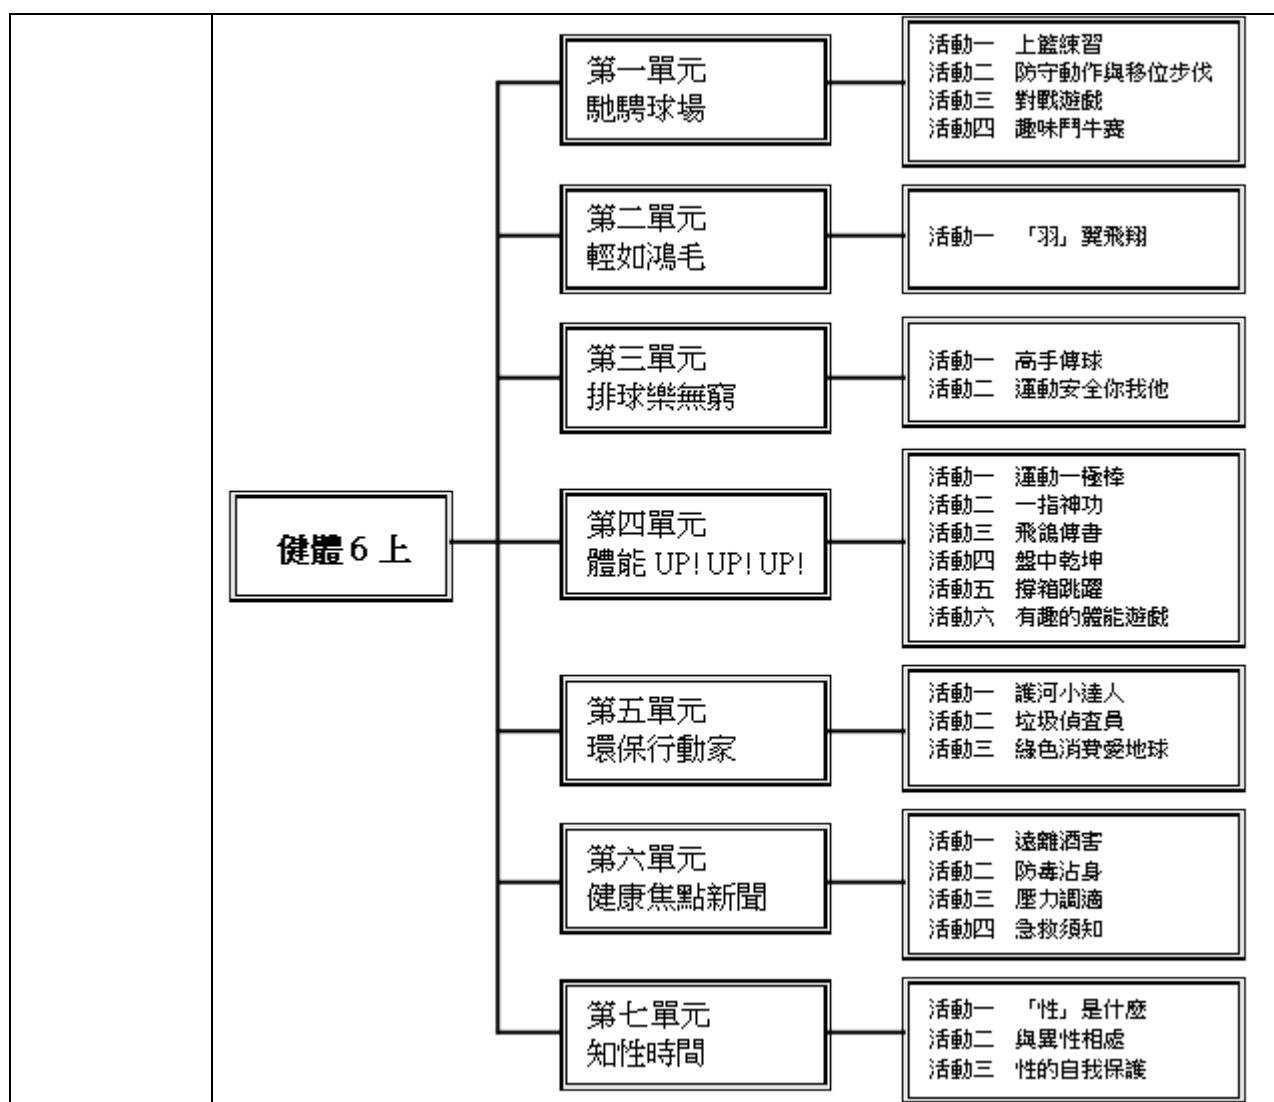 健體 6 上
第一單元
馳騁球場
活動一 上籃練習
活動二 防守動作與移位步伐
活動三 對戰遊戲
活動四 趣味鬥牛賽
第二單元
輕如鴻毛
活動一 「羽」翼飛翔
第三單元
排球樂無窮
活動一 高手傳球
活動二 運動安全你我他
第四單元
體能 UP! UP! UP!
活動一 運動一極棒
活動二 一指神功
活動三 飛鴿傳書
活動四 盤中乾坤
活動五 撐箱跳躍
活動六 有趣的體能遊戲
第五單元
環保行動家
活動一 護河小達人
活動二 垃圾偵查員
活動三 綠色消費愛地球
第六單元
健康焦點新聞
活動一 遠離酒害
活動二 防毒沾身
活動三 壓力調適
活動四 急救須知
第七單元
知性時間
活動一 「性」是什麼
活動二 與異性相處
活動三 性的自我保護